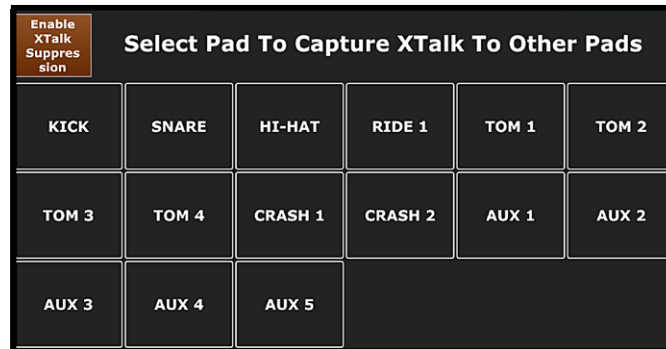 Enable
XTalk
Suppres
sion
Select Pad To Capture XTalk To Other Pads
KICK SNARE HI-HAT RIDE 1 TOM 1 TOM 2
TOM 3 TOM 4 CRASH 1 CRASH 2 AUX 1 AUX 2
AUX 3 AUX 4 AUX 5